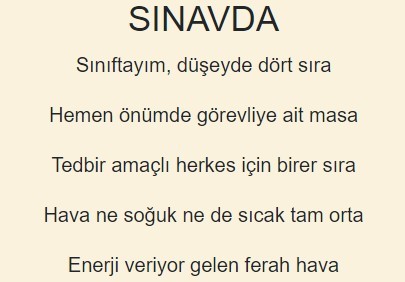 SINAVDA
Sınıftayım, düşeyde dört sıra
Hemen önümde görevliye ait masa
Tedbir amaçlı herkes için birer sıra
Hava ne soğuk ne de sıcak tam orta
Enerji veriyor gelen ferah hava